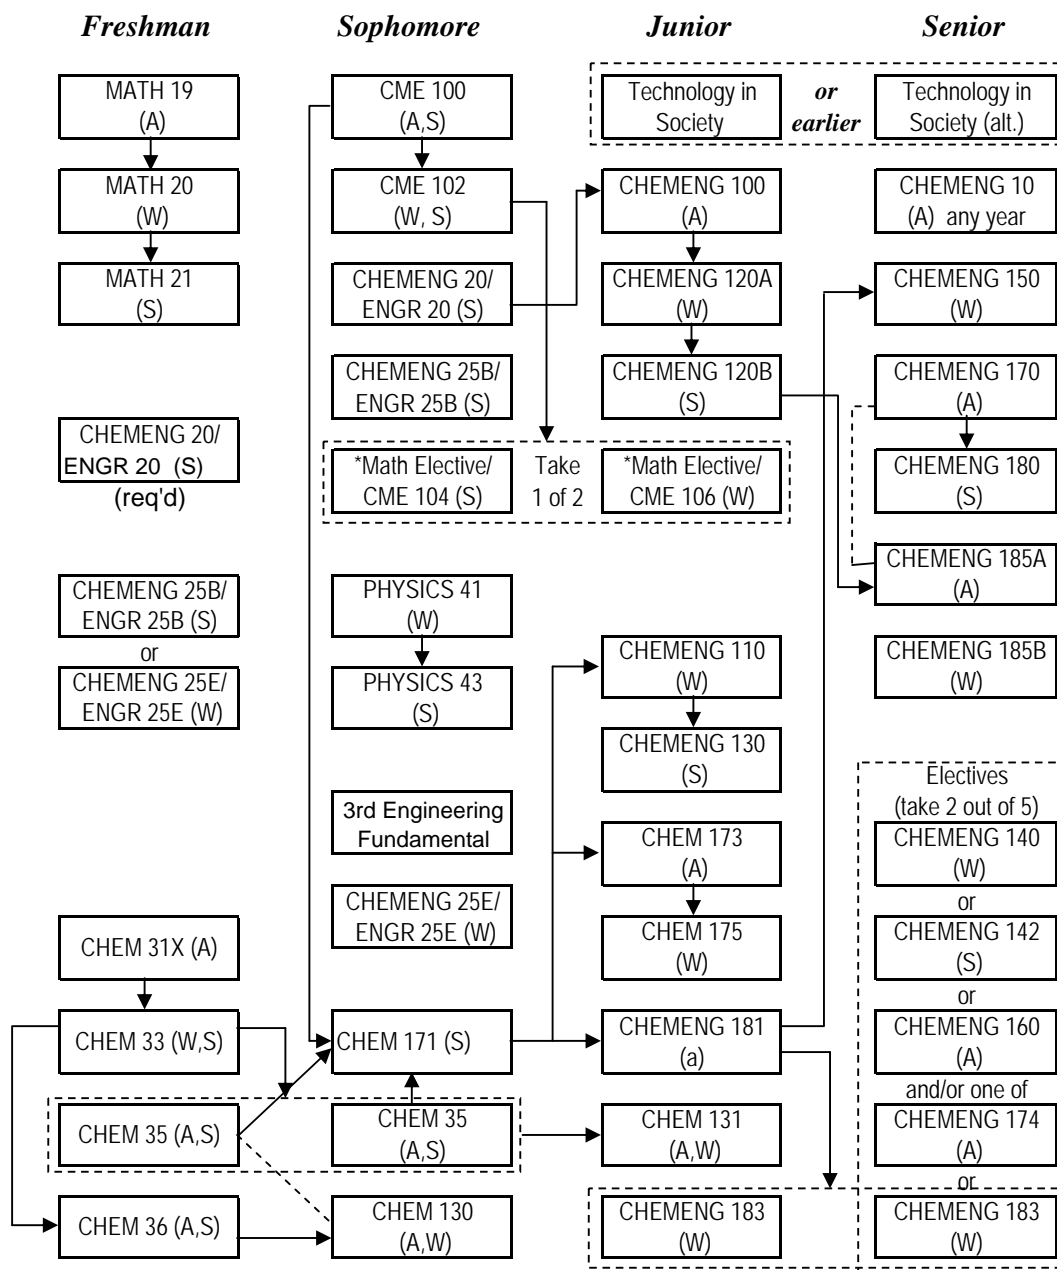 Freshman
Sophomore
Junior
Senior
MATH 19
(A)
MATH 20
(W)
MATH 21
(S)
CHEMENG 20/
ENGR 20 (S)
(req'd)
CHEMENG 25B/
ENGR 25B (S)
or
CHEMENG 25E/
ENGR 25E (W)
CHEM 31X (A)
CHEM 33 (W,S)
CHEM 35 (A,S)
CHEM 36 (A,S)
CME 100
(A,S)
CME 102
(W, S)
CHEMENG 20/
ENGR 20 (S)
CHEMENG 25B/
ENGR 25B (S)
*Math Elective/
CME 104 (S)
Take
1 of 2
*Math Elective/
CME 106 (W)
PHYSICS 41
(W)
PHYSICS 43
(S)
3rd Engineering
Fundamental
CHEMENG 25E/
ENGR 25E (W)
CHEM 171 (S)
CHEM 35
(A,S)
CHEM 130
(A,W)
Technology in
Society
or
earlier
Technology in
Society (alt.)
CHEMENG 100
(A)
CHEMENG 120A
(W)
CHEMENG 120B
(S)
CHEMENG 110
(W)
CHEMENG 130
(S)
CHEM 173
(A)
CHEM 175
(W)
CHEMENG 181
(a)
CHEM 131
(A,W)
CHEMENG 183
(W)
CHEMENG 10
(A) any year
CHEMENG 150
(W)
CHEMENG 170
(A)
CHEMENG 180
(S)
CHEMENG 185A
(A)
CHEMENG 185B
(W)
Electives
(take 2 out of 5)
CHEMENG 140
(W)
or
CHEMENG 142
(S)
or
CHEMENG 160
(A)
and/or one of
CHEMENG 174
(A)
or
CHEMENG 183
(W)